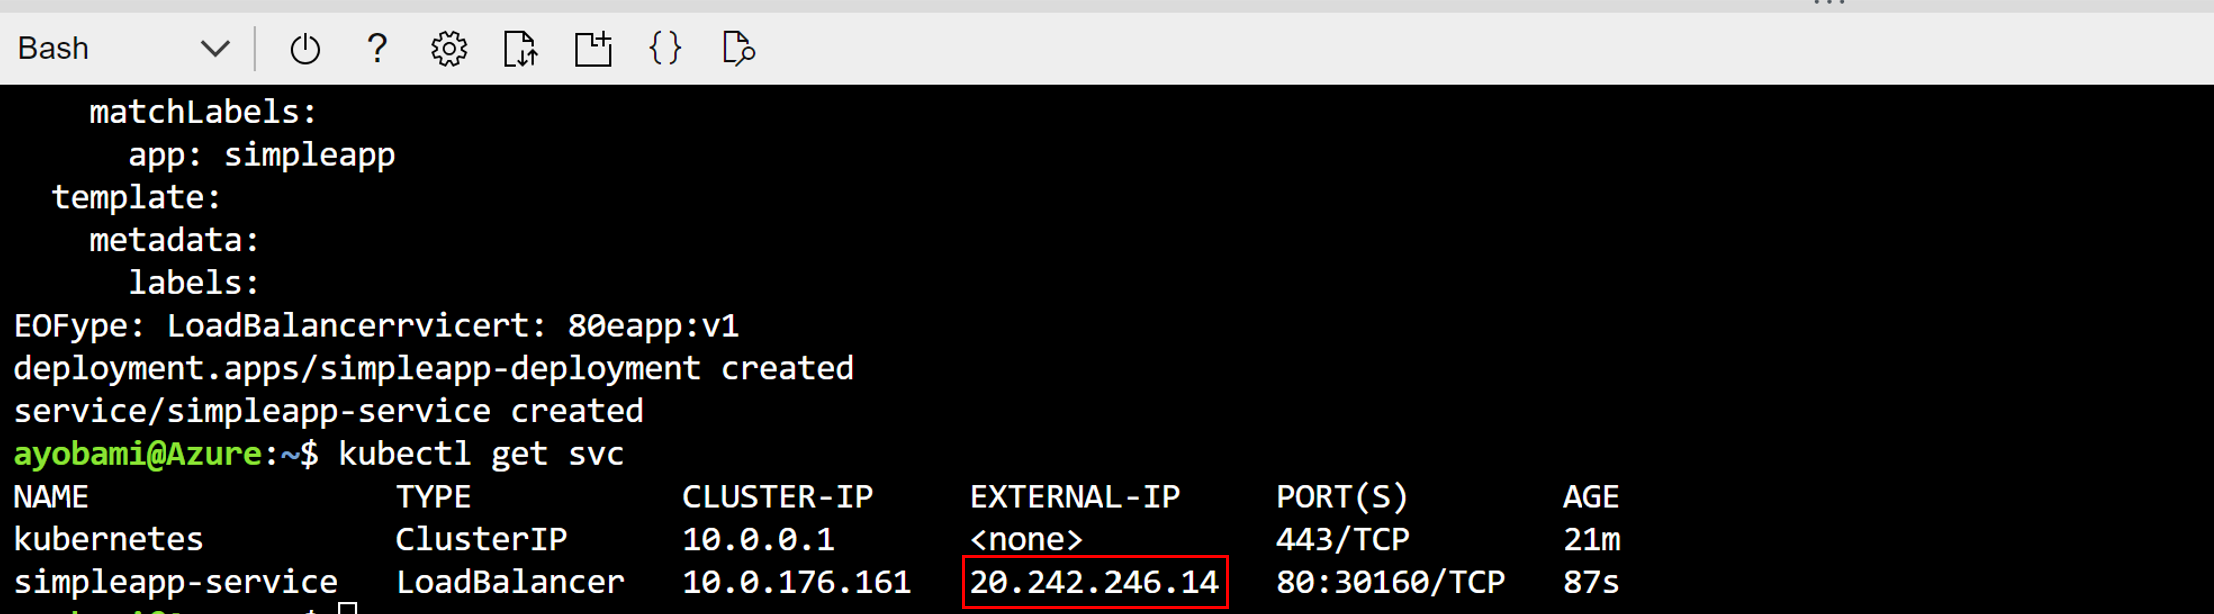 Bash
    matchLabels:
      app: simpleapp
  template:
    metadata:
      labels:
EOFype: LoadBalancerrvicert: 80eapp:v1
deployment.apps/simpleapp-deployment created
service/simpleapp-service created
ayobami@Azure:~$ kubectl get svc
NAME                TYPE           CLUSTER-IP     EXTERNAL-IP     PORT(S)        AGE
kubernetes          ClusterIP      10.0.0.1       <none>          443/TCP        21m
simpleapp-service   LoadBalancer   10.0.176.161   20.242.246.14   80:30160/TCP   87s